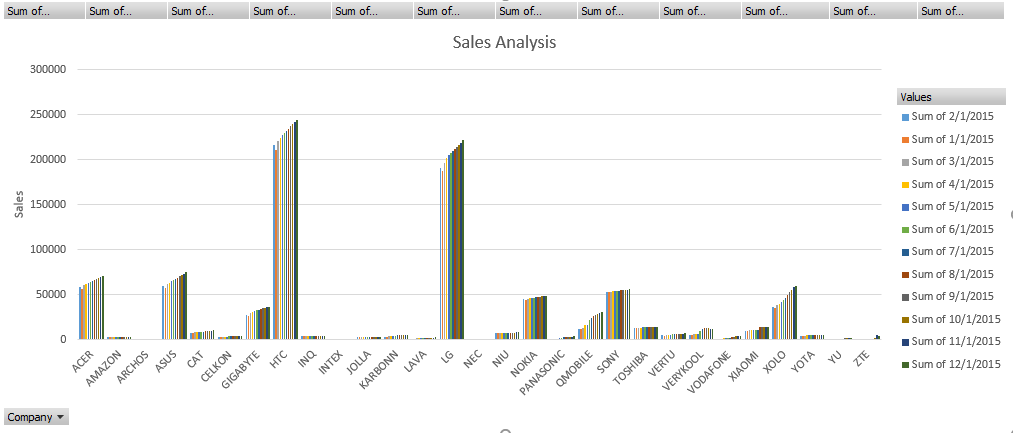 Sum of... Sum of... Sum of... Sum of... Sum of... Sum of... Sum of... Sum of... Sum of... Sum of... Sum of... Sum of...
Sales Analysis
300000
250000
200000
150000
100000
50000
0
Sales
ACER AMAZON ARCHOS ASUS CAT CELKON GIGABYTE HTC INQ INTEX JOLLA KARBONN LAVA LG NEC NIU NOKIA PANASONIC QMOBILE SONY TOSHIBA VERTU VERYKOOL VODAFONE XIAOMI XOLO YOTA YU ZTE
Values
Sum of 2/1/2015
Sum of 1/1/2015
Sum of 3/1/2015
Sum of 4/1/2015
Sum of 5/1/2015
Sum of 6/1/2015
Sum of 7/1/2015
Sum of 8/1/2015
Sum of 9/1/2015
Sum of 10/1/2015
Sum of 11/1/2015
Sum of 12/1/2015
Company